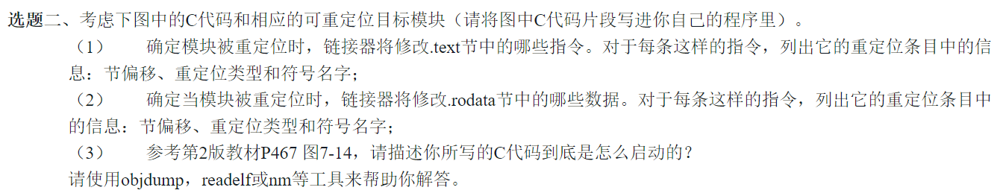 选题二、考虑下图中的C代码和相应的可重定位目标模块（请将图中C代码片段写进你自己的程序里）。
（1） 确定模块被重定位时，链接器将修改.text节中的哪些指令。对于每条这样的指令，列出它的重定位条目中的信
息：节偏移、重定位类型和符号名字；
（2） 确定当模块被重定位时，链接器将修改.rodata节中的哪些数据。对于每条这样的指令，列出它的重定位条目中
的信息：节偏移、重定位类型和符号名字；
（3） 参考第2版教材P467 图7-14，请描述你所写的C代码到底是怎么启动的？
请使用objdump，readelf或nm等工具来帮助你解答。